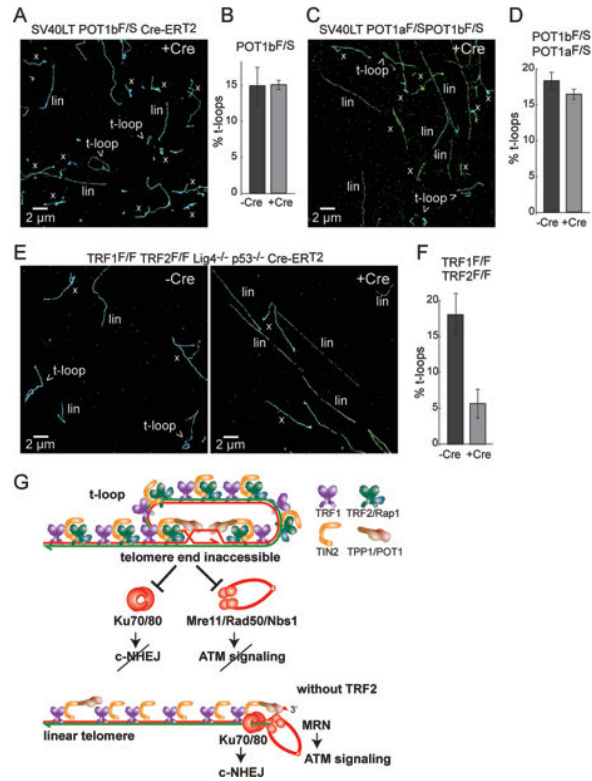 A
SV40LT POT1bF/S Cre-ERT2
+Cre
x
x
x
lin
x
lin
x
t-loop
x
t-loop
x
lin
x
x
x
2 µm
B
POT1bF/S
% t-loops
15
10
5
0
-Cre +Cre
C
SV40LT POT1aF/SPOT1bF/S
+Cre
x
t-loop
x
x
lin
lin
x
lin
x
x
lin
x
t-loop
2 µm
D
POT1bF/S
POT1aF/S
% t-loops
20
15
10
5
0
-Cre +Cre
E
TRF1F/F TRF2F/F Lig4-/- p53-/- Cre-ERT2
-Cre
x
lin
x
t-loop
lin
x
t-loop
2 µm
+Cre
lin
lin
x
lin
lin
x
lin
2 µm
F
TRF1F/F
TRF2F/F
% t-loops
20
15
10
5
0
-Cre +Cre
G
t-loop
TRF1 TRF2/Rap1
TIN2 TPP1/POT1
telomere end inaccessible
Ku70/80 Mre11/Rad50/Nbs1
c-NHEJ ATM signaling
without TRF2
3'
linear telomere
Ku70/80
MRN
ATM signaling
c-NHEJ